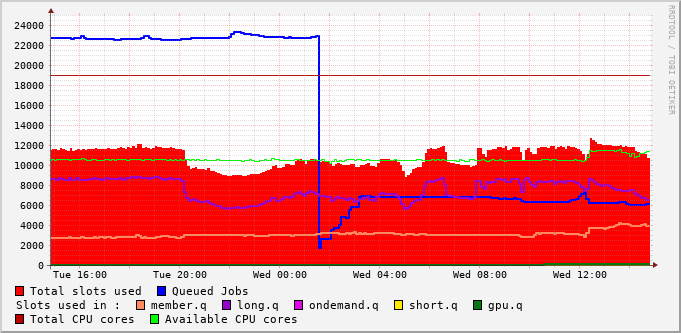 24000
22000
20000
18000
16000
14000
12000
10000
8000
6000
4000
2000
0
Tue 16:00 Tue 20:00 Wed 00:00 Wed 04:00 Wed 08:00 Wed 12:00
RRDTOOL / TOBI OETIKER
Total slots used Queued Jobs
Slots used in : member.q long.q ondemand.q short.q gpu.q
Total CPU cores Available CPU cores